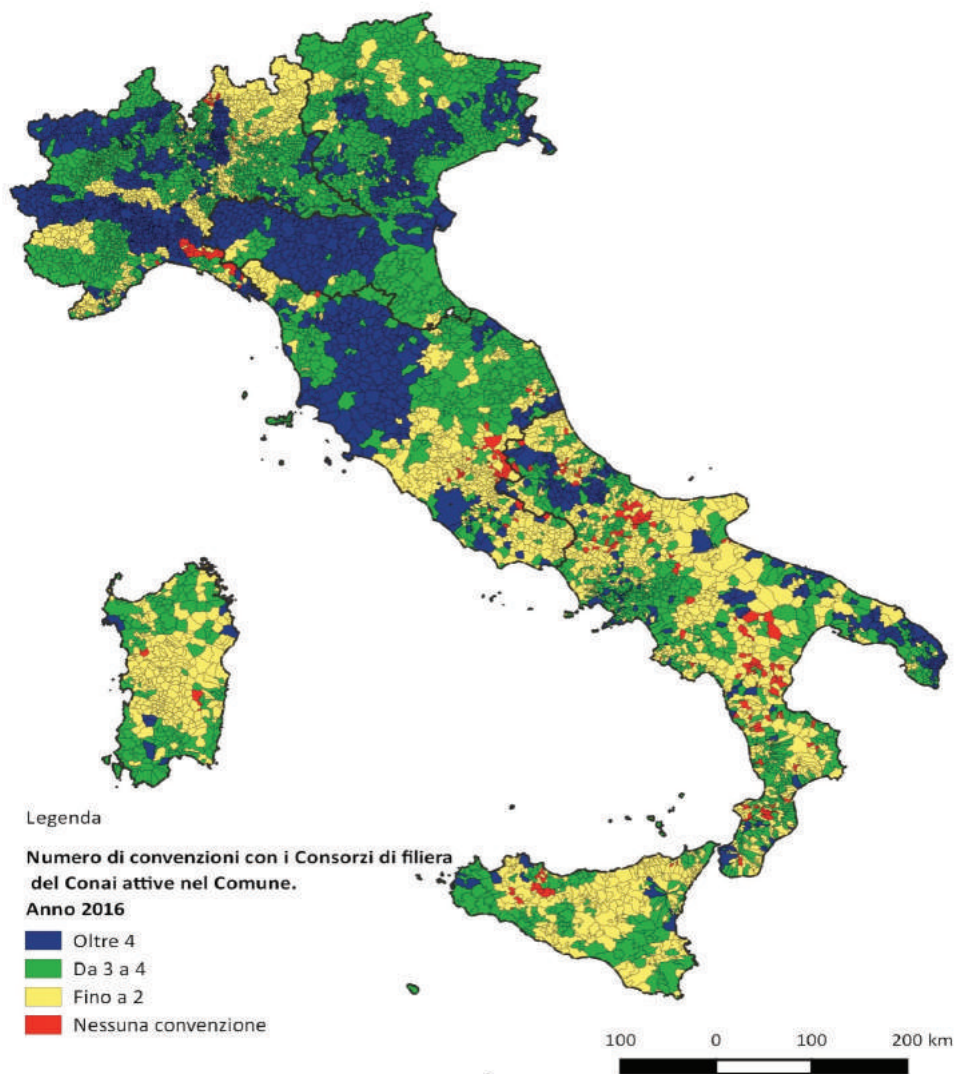 Legenda
Numero di convenzioni con i Consorzi di filiera
del Conai attive nel Comune.
Anno 2016
Oltre 4
Da 3 a 4
Fino a 2
Nessuna convenzione
100 0 100 200 km